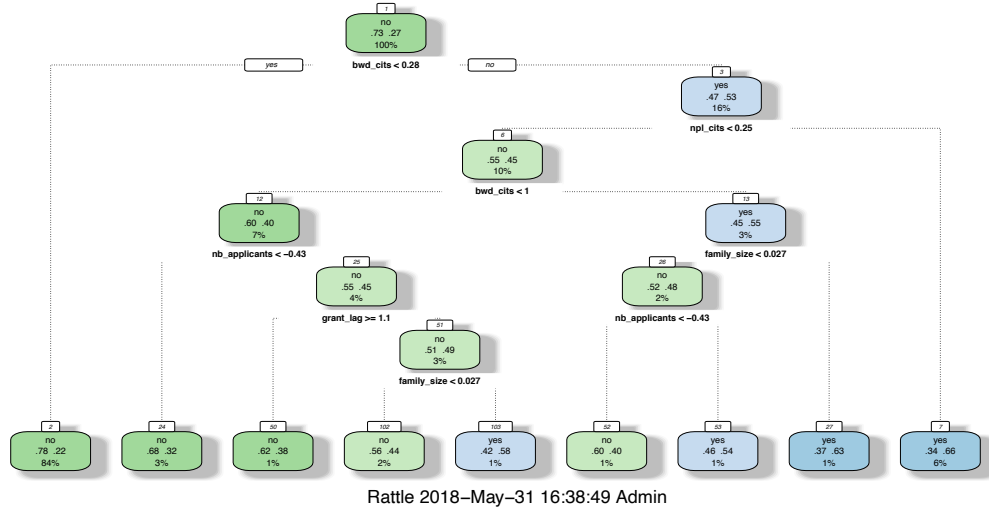 1
no
.73 .27
100%
bwd_cits < 0.28
yes
no
3
yes
.47 .53
16%
npl_cits < 0.25
6
no
.55 .45
10%
bwd_cits < 1
12
no
.60 .40
7%
nb_applicants < −0.43
13
yes
.45 .55
3%
family_size < 0.027
25
no
.55 .45
4%
grant_lag >= 1.1
26
no
.52 .48
2%
nb_applicants < −0.43
51
no
.51 .49
3%
family_size < 0.027
2
no
.78 .22
84%
24
no
.68 .32
3%
50
no
.62 .38
1%
102
no
.56 .44
2%
103
yes
.42 .58
1%
52
no
.60 .40
1%
53
yes
.46 .54
1%
27
yes
.37 .63
1%
7
yes
.34 .66
6%
Rattle 2018−May−31 16:38:49 Admin